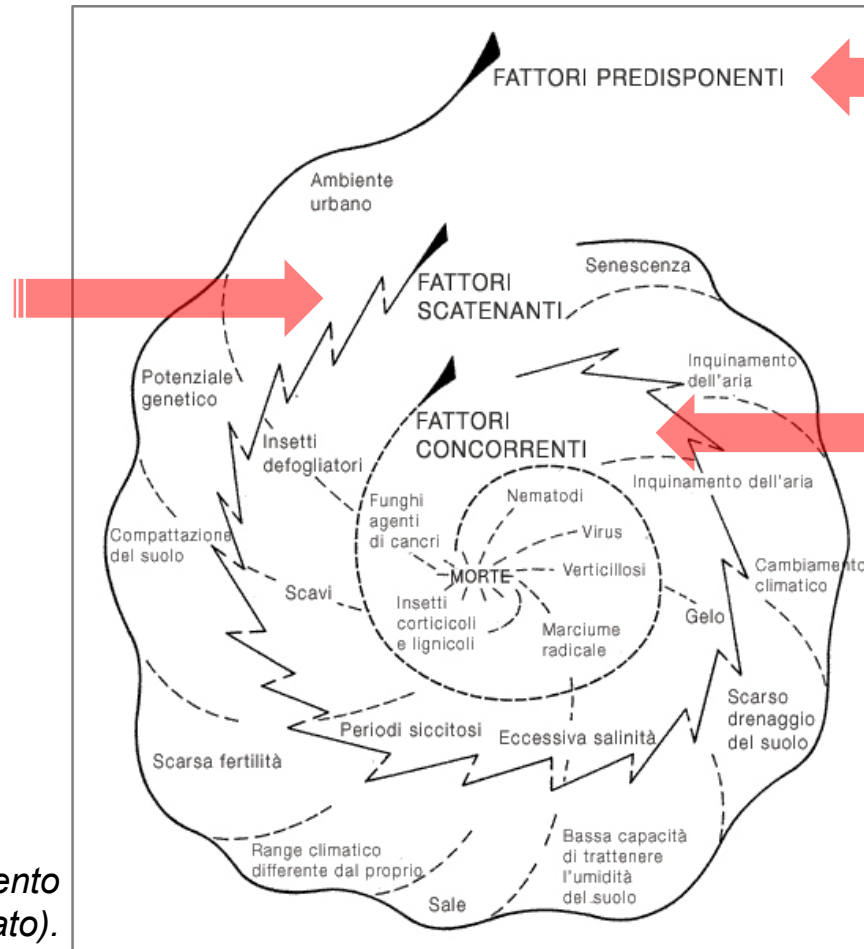 FATTORI PREDISPONENTI
Ambiente
urbano
FATTORI
SCATENANTI
Senescenza
Potenziale
genetico
Inquinamento
dell'aria
FATTORI
CONCORRENTI
Insetti
defogliatori
Inquinamento dell'aria
Funghi
agenti
di cancri
Nematodi
Virus
Compattazione
del suolo
MORTE
Verticillosi
Cambiamento
climatico
Scavi
Insetti
corticicoli
e lignicoli
Marciume
radicale
Gelo
Scarso
drenaggio
del suolo
Periodi siccitosi
Eccessiva salinità
Scarsa fertilità
Range climatico
differente dal proprio
Sale
Bassa capacità
di trattenere
l'umidità
del suolo
ento
ato).